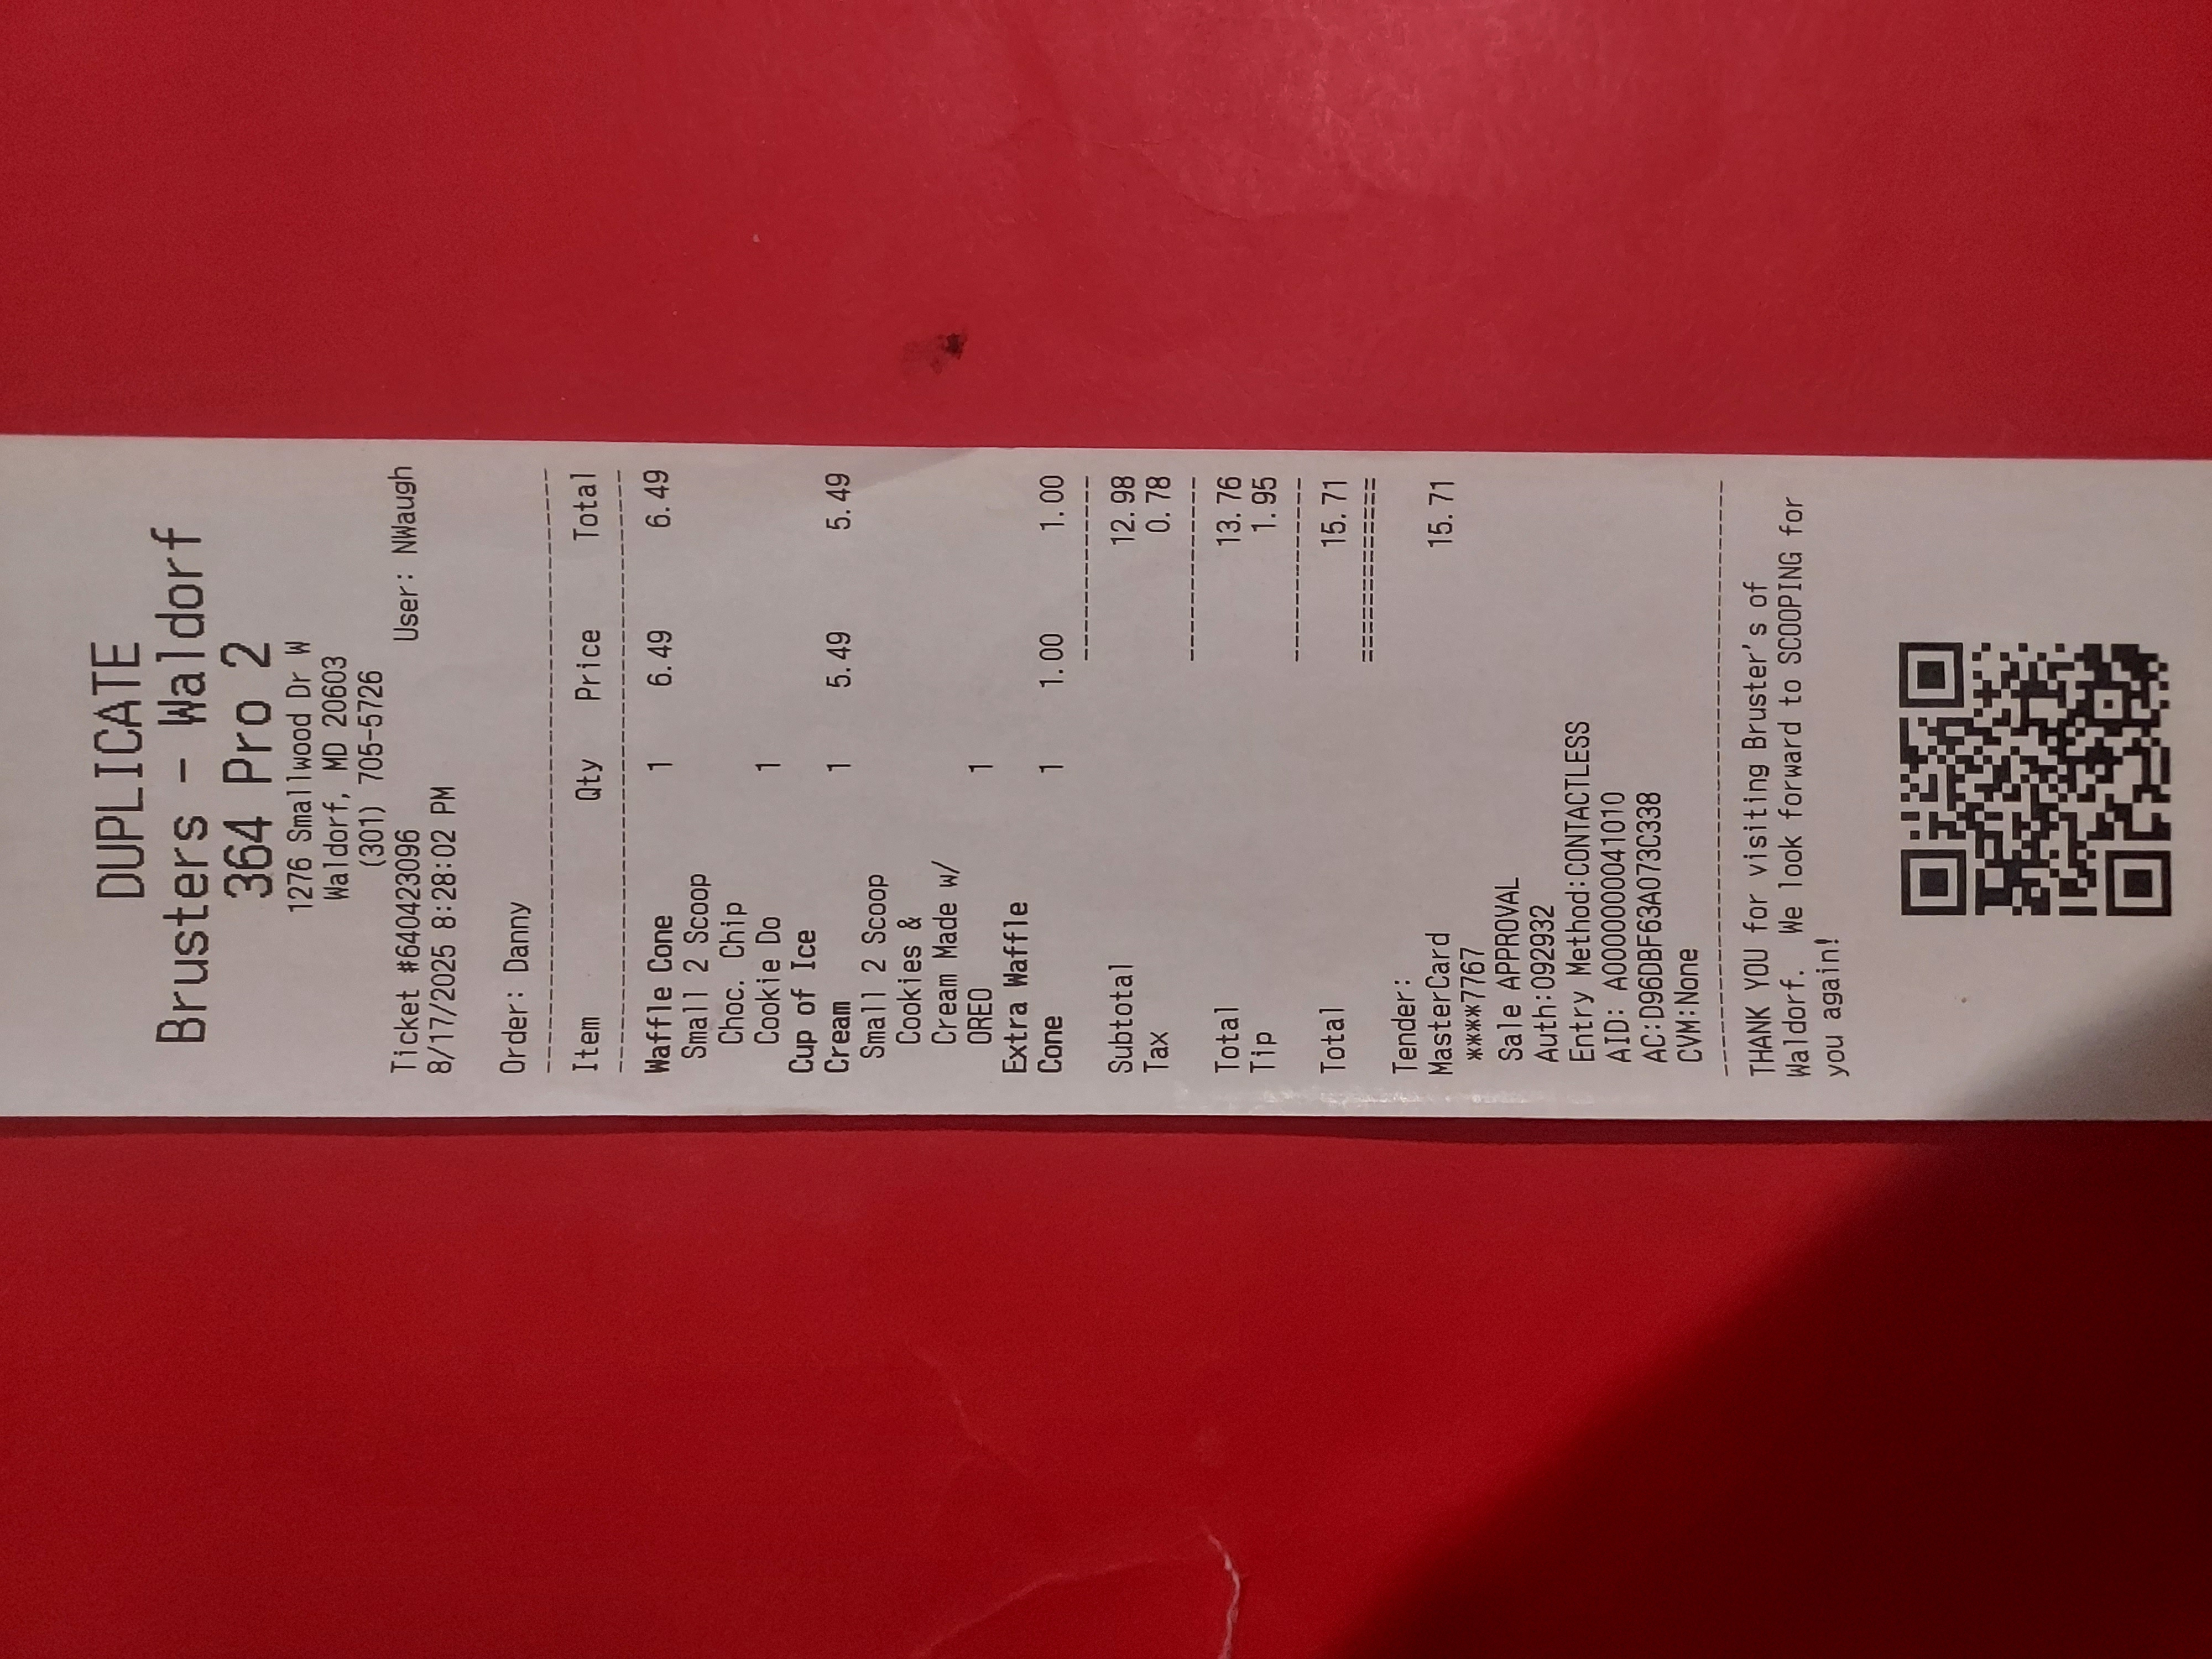 DUPLICATE
Brusters - Waldorf
364 Pro 2
1276 Smallwood Dr W
Waldorf, MD 20603
(301) 705-5726
Ticket #640423096 User: NWaugh
8/17/2025 8:28:02 PM
Order: Danny
Item Qty Price Total
Waffle Cone 1 6.49 6.49
Small 2 Scoop
Choc. Chip
Cookie Do 1
Cup of Ice
Cream 1 5.49 5.49
Small 2 Scoop
Cookies &
Cream Made w/
OREO 1
Extra Waffle
Cone 1 1.00 1.00
Subtotal 12.98
Tax 0.78
Total 13.76
Tip 1.95
Total 15.71
Tender:
MasterCard 15.71
****7767
Sale APPROVAL
Auth:092932
Entry Method:CONTACTLESS
AID: A0000000041010
AC:D96DBF63A073C338
CVM:None
THANK YOU for visiting Bruster's of
Waldorf. We look forward to SCOOPING for
you again!